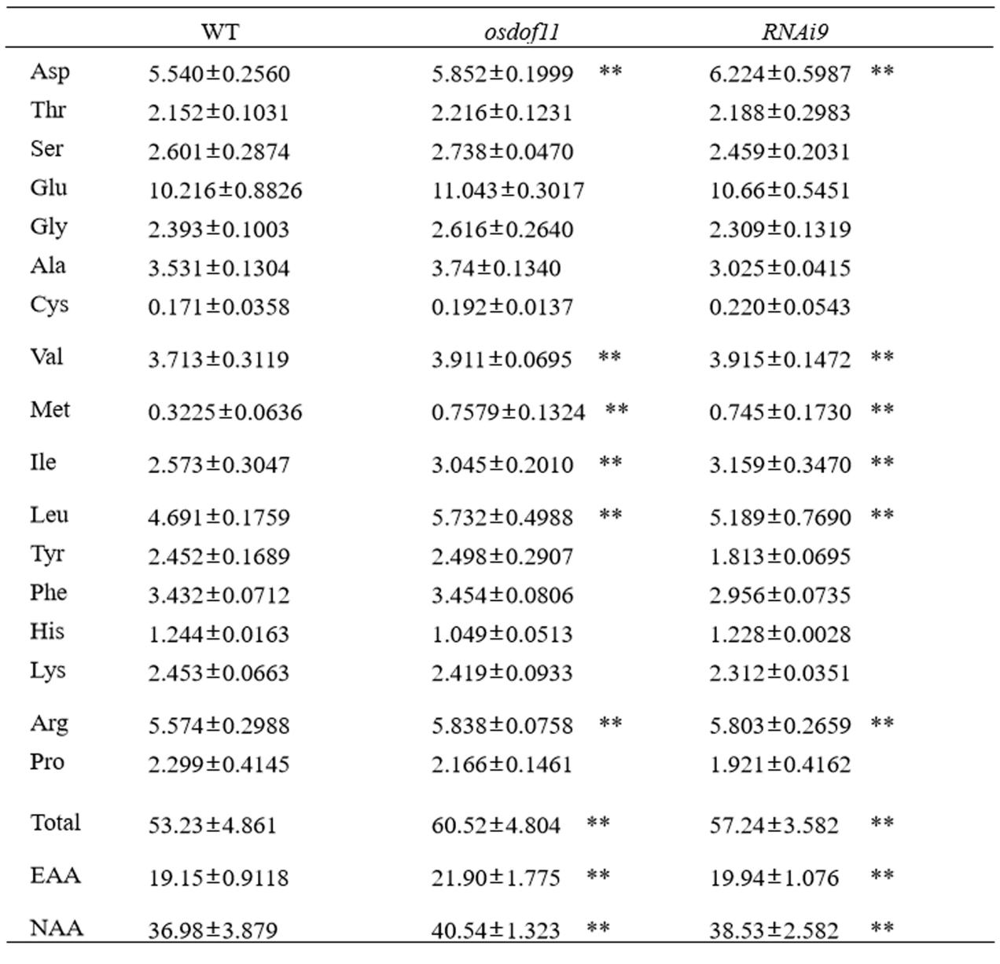 WT osdof11 RNAi9
Asp 5.540±0.2560 5.852±0.1999 ** 6.224±0.5987 **
Thr 2.152±0.1031 2.216±0.1231 2.188±0.2983
Ser 2.601±0.2874 2.738±0.0470 2.459±0.2031
Glu 10.216±0.8826 11.043±0.3017 10.66±0.5451
Gly 2.393±0.1003 2.616±0.2640 2.309±0.1319
Ala 3.531±0.1304 3.74±0.1340 3.025±0.0415
Cys 0.171±0.0358 0.192±0.0137 0.220±0.0543
Val 3.713±0.3119 3.911±0.0695 ** 3.915±0.1472 **
Met 0.3225±0.0636 0.7579±0.1324 ** 0.745±0.1730 **
Ile 2.573±0.3047 3.045±0.2010 ** 3.159±0.3470 **
Leu 4.691±0.1759 5.732±0.4988 ** 5.189±0.7690 **
Tyr 2.452±0.1689 2.498±0.2907 1.813±0.0695
Phe 3.432±0.0712 3.454±0.0806 2.956±0.0735
His 1.244±0.0163 1.049±0.0513 1.228±0.0028
Lys 2.453±0.0663 2.419±0.0933 2.312±0.0351
Arg 5.574±0.2988 5.838±0.0758 ** 5.803±0.2659 **
Pro 2.299±0.4145 2.166±0.1461 1.921±0.4162
Total 53.23±4.861 60.52±4.804 ** 57.24±3.582 **
EAA 19.15±0.9118 21.90±1.775 ** 19.94±1.076 **
NAA 36.98±3.879 40.54±1.323 ** 38.53±2.582 **